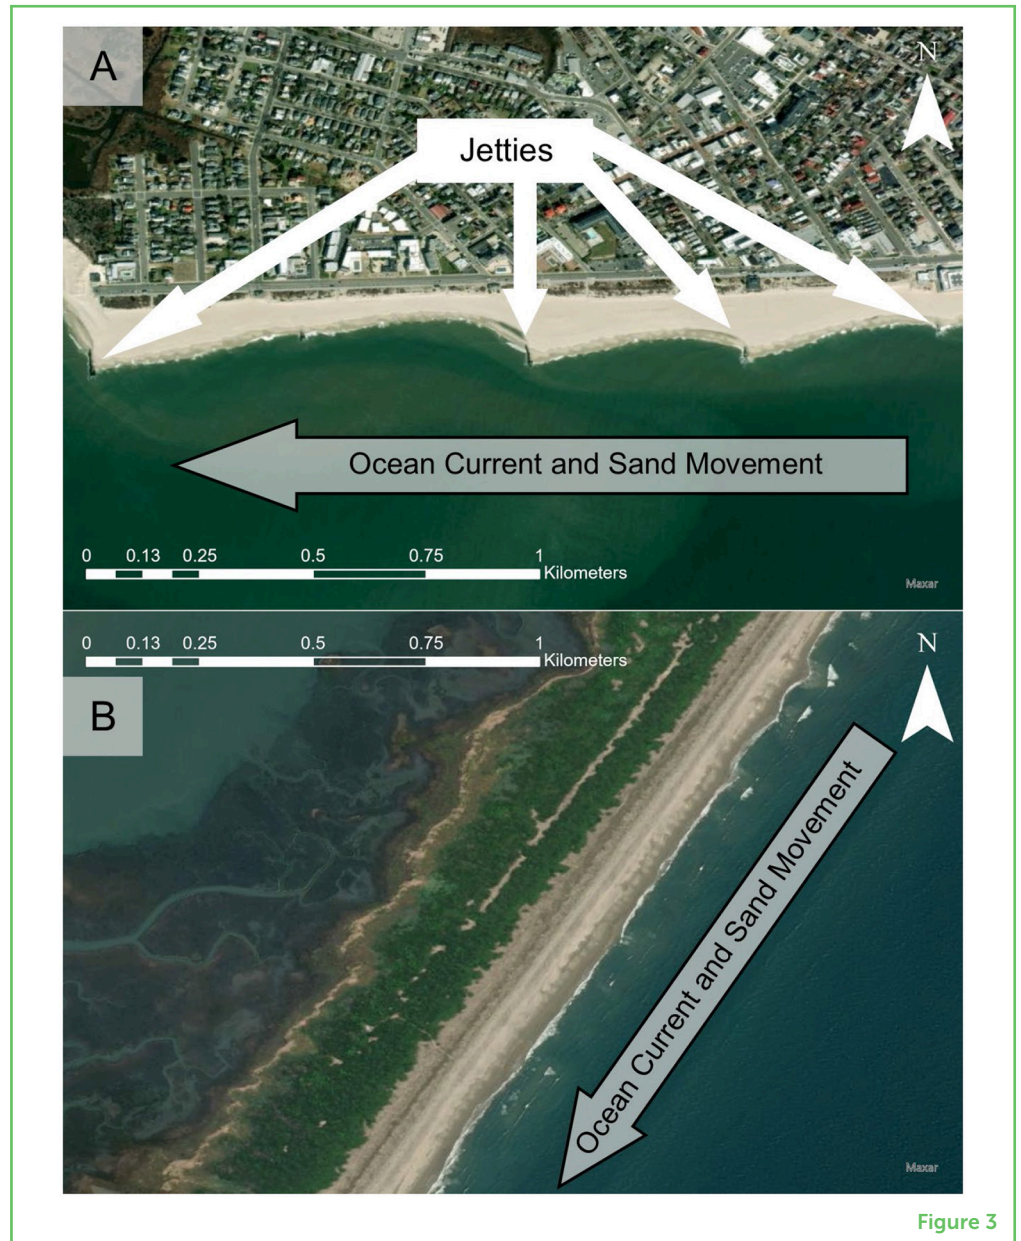 A
N
Jetties
Ocean Current and Sand Movement
0 0.13 0.25 0.5 0.75 1
Kilometers
Maxar
0 0.13 0.25 0.5 0.75 1
Kilometers
N
B
Ocean Current and Sand Movement
Maxar
Figure 3